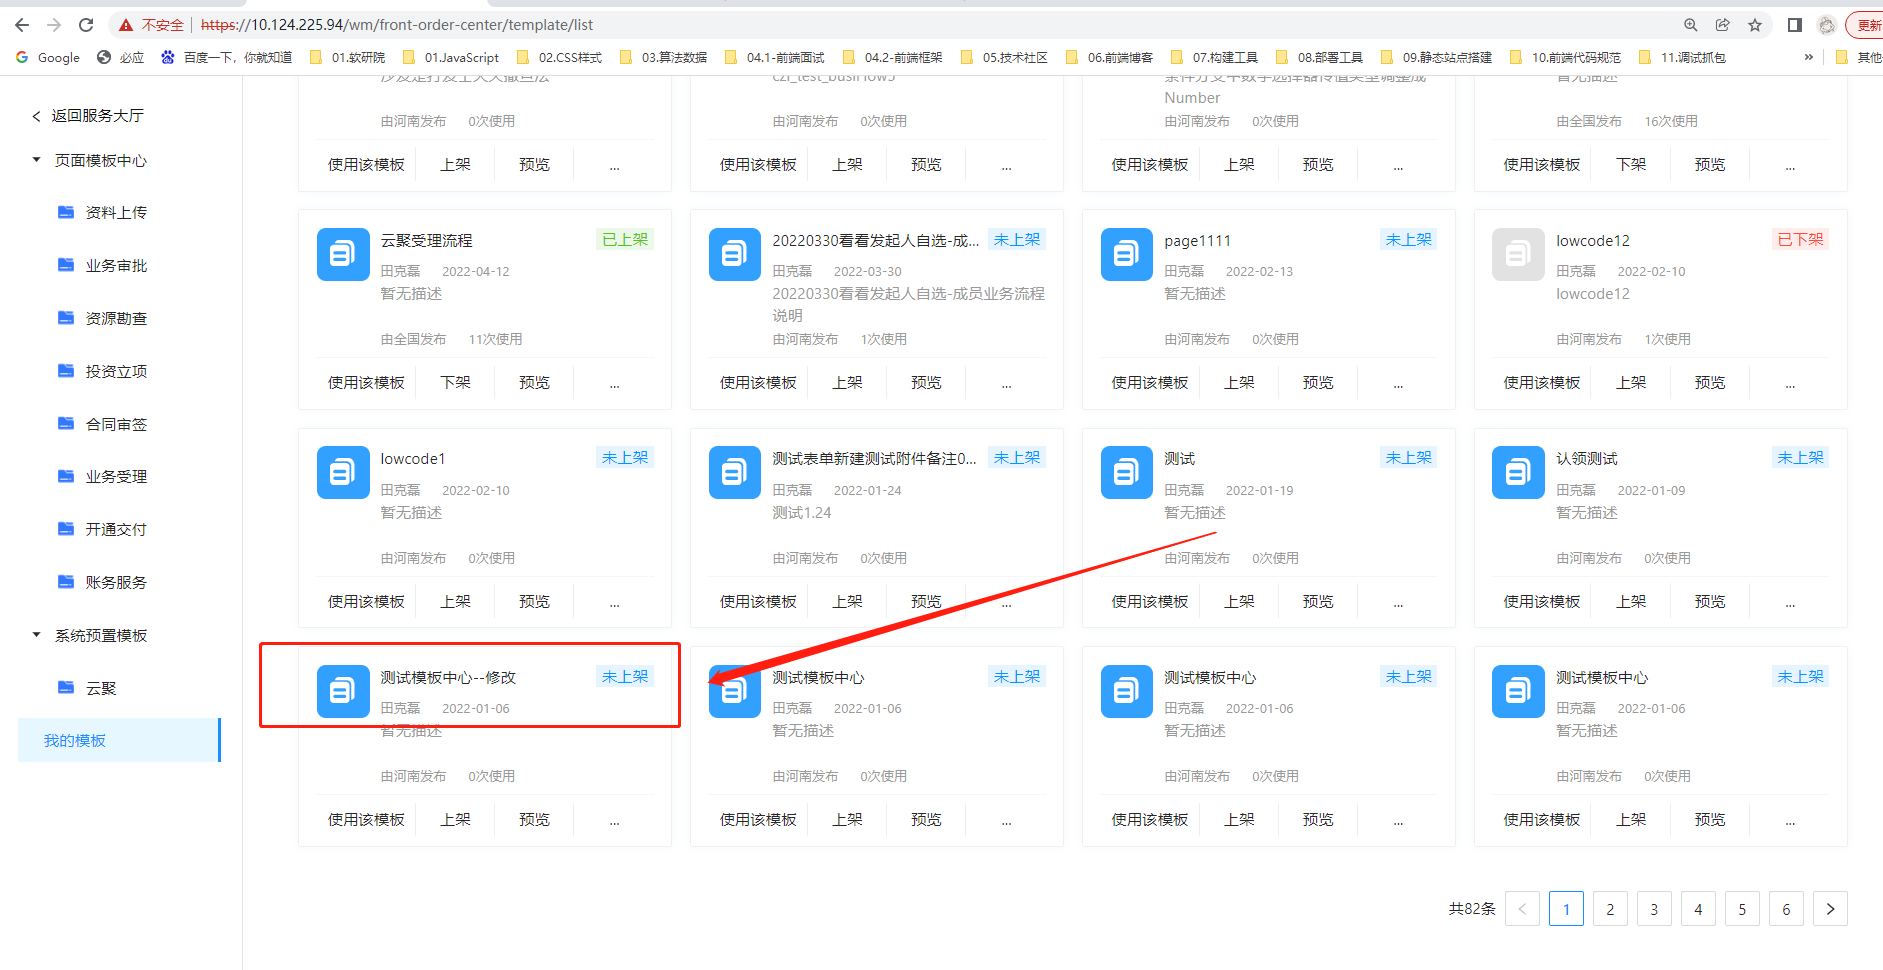 不安全 https://10.124.225.94/wm/front-order-center/template/list 更新
Google 必应 百度一下，你就知道 01.软研院 01.JavaScript 02.CSS样式 03.算法数据 04.1-前端面试 04.2-前端框架 05.技术社区 06.前端博客 07.构建工具 08.部署工具 09.静态站点搭建 10.前端代码规范 11.调试抓包 » 其他
返回服务大厅
页面模板中心
资料上传
业务审批
资源勘查
投资立项
合同审签
业务受理
开通交付
账务服务
系统预置模板
云聚
我的模板
czl_test_busiFlow5
条件分支中数字选择器传值类型调整成
暂无描述
Number
由河南发布 0次使用
由河南发布 0次使用
由河南发布 0次使用
由全国发布 16次使用
使用该模板 上架 预览 ...
使用该模板 上架 预览 ...
使用该模板 上架 预览 ...
使用该模板 下架 预览 ...
云聚受理流程 已上架
田克磊 2022-04-12
暂无描述
由全国发布 11次使用
使用该模板 下架 预览 ...
20220330看看发起人自选-成... 未上架
田克磊 2022-03-30
20220330看看发起人自选-成员业务流程
说明
由河南发布 1次使用
使用该模板 上架 预览 ...
page1111 未上架
田克磊 2022-02-13
暂无描述
由河南发布 0次使用
使用该模板 上架 预览 ...
lowcode12 已下架
田克磊 2022-02-10
lowcode12
由河南发布 1次使用
使用该模板 上架 预览 ...
lowcode1 未上架
田克磊 2022-02-10
暂无描述
由河南发布 0次使用
使用该模板 上架 预览 ...
测试表单新建测试附件备注0... 未上架
田克磊 2022-01-24
测试1.24
由河南发布 0次使用
使用该模板 上架 预览 ...
测试 未上架
田克磊 2022-01-19
暂无描述
由河南发布 0次使用
使用该模板 上架 预览 ...
认领测试 未上架
田克磊 2022-01-09
暂无描述
由河南发布 0次使用
使用该模板 上架 预览 ...
测试模板中心--修改 未上架
田克磊 2022-01-06
暂无描述
由河南发布 0次使用
使用该模板 上架 预览 ...
测试模板中心 未上架
田克磊 2022-01-06
暂无描述
由河南发布 0次使用
使用该模板 上架 预览 ...
测试模板中心 未上架
田克磊 2022-01-06
暂无描述
由河南发布 0次使用
使用该模板 上架 预览 ...
测试模板中心 未上架
田克磊 2022-01-06
暂无描述
由河南发布 0次使用
使用该模板 上架 预览 ...
共82条 < 1 2 3 4 5 6 >